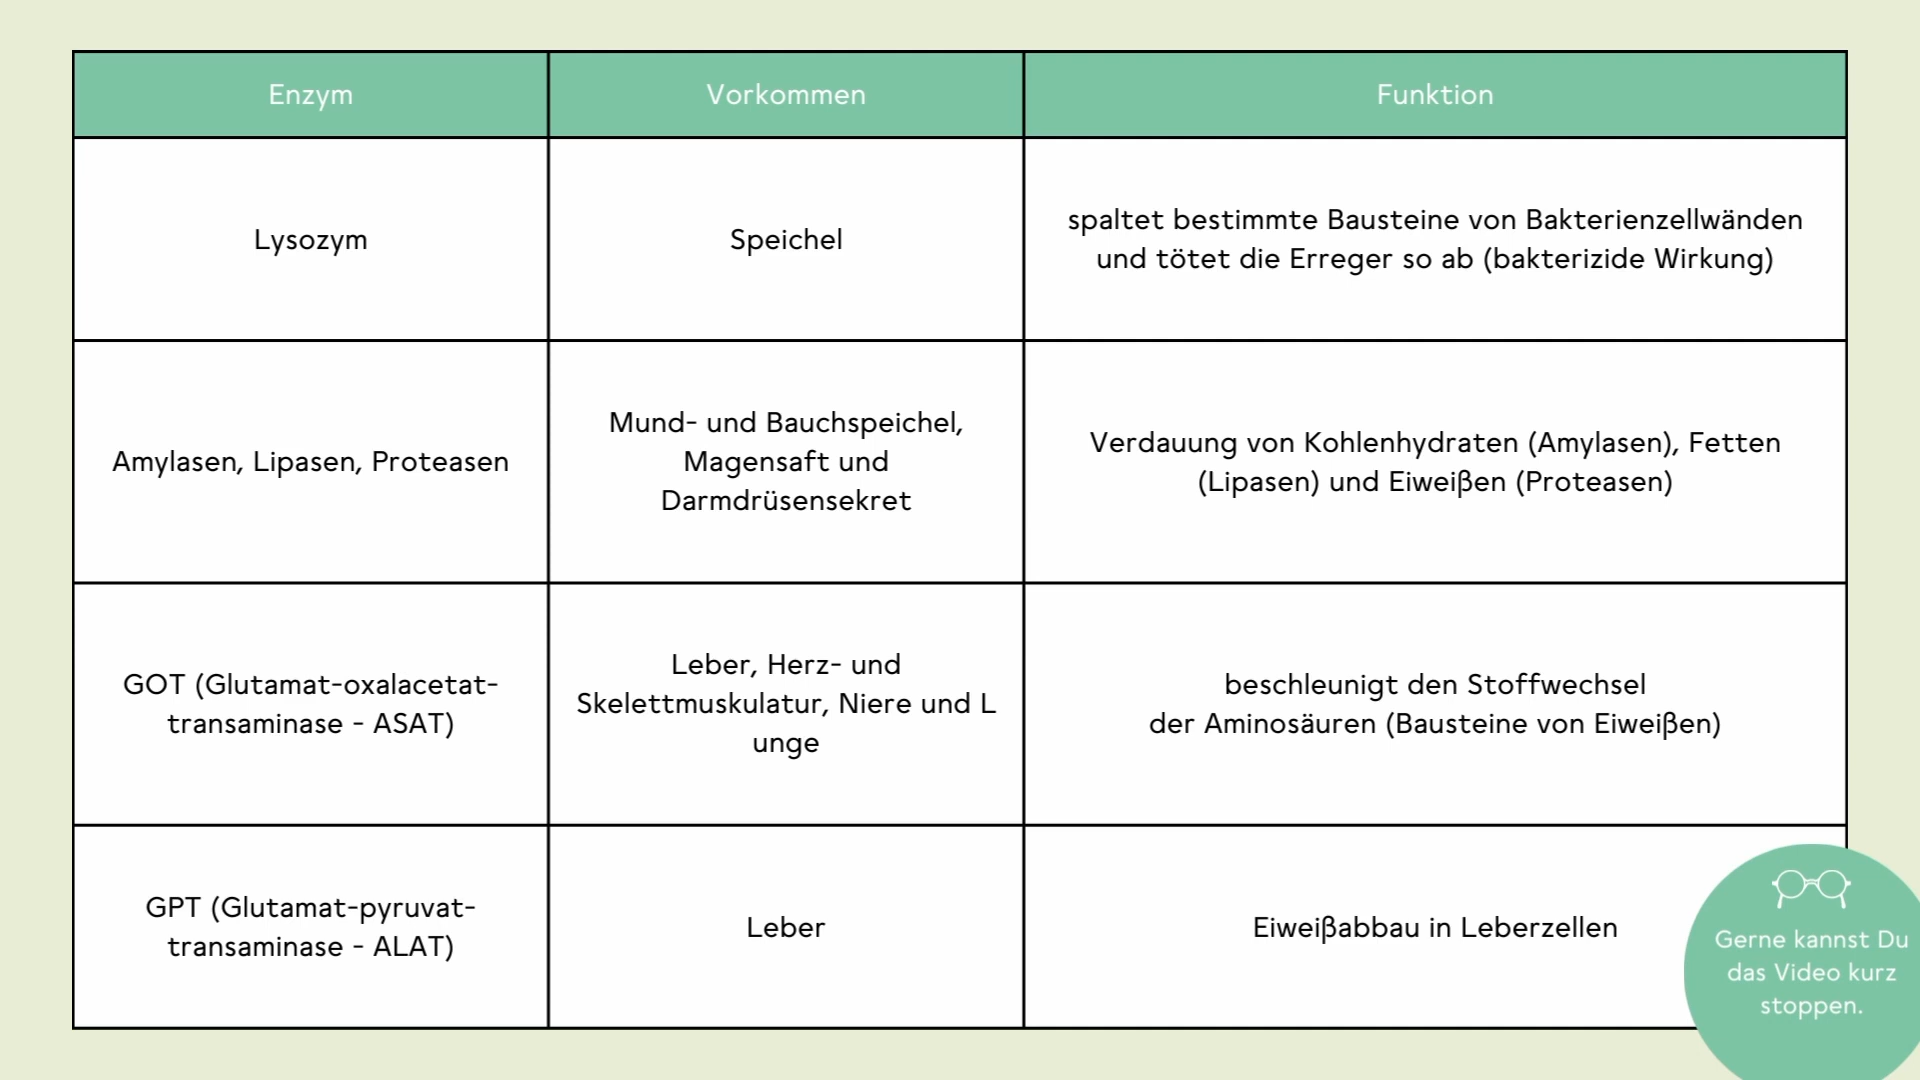 Enzym
Vorkommen
Funktion
Lysozym
Speichel
spaltet bestimmte Bausteine von Bakterienzellwänden
und tötet die Erreger so ab (bakterizide Wirkung)
Amylasen, Lipasen, Proteasen
Mund- und Bauchspeichel,
Magensaft und
Darmdrüsensekret
Verdauung von Kohlenhydraten (Amylasen), Fetten
(Lipasen) und Eiweißen (Proteasen)
GOT (Glutamat-oxalacetat-
transaminase - ASAT)
Leber, Herz- und
Skelettmuskulatur, Niere und L
unge
beschleunigt den Stoffwechsel
der Aminosäuren (Bausteine von Eiweißen)
GPT (Glutamat-pyruvat-
transaminase - ALAT)
Leber
Eiweißabbau in Leberzellen
Gerne kannst Du
das Video kurz
stoppen.